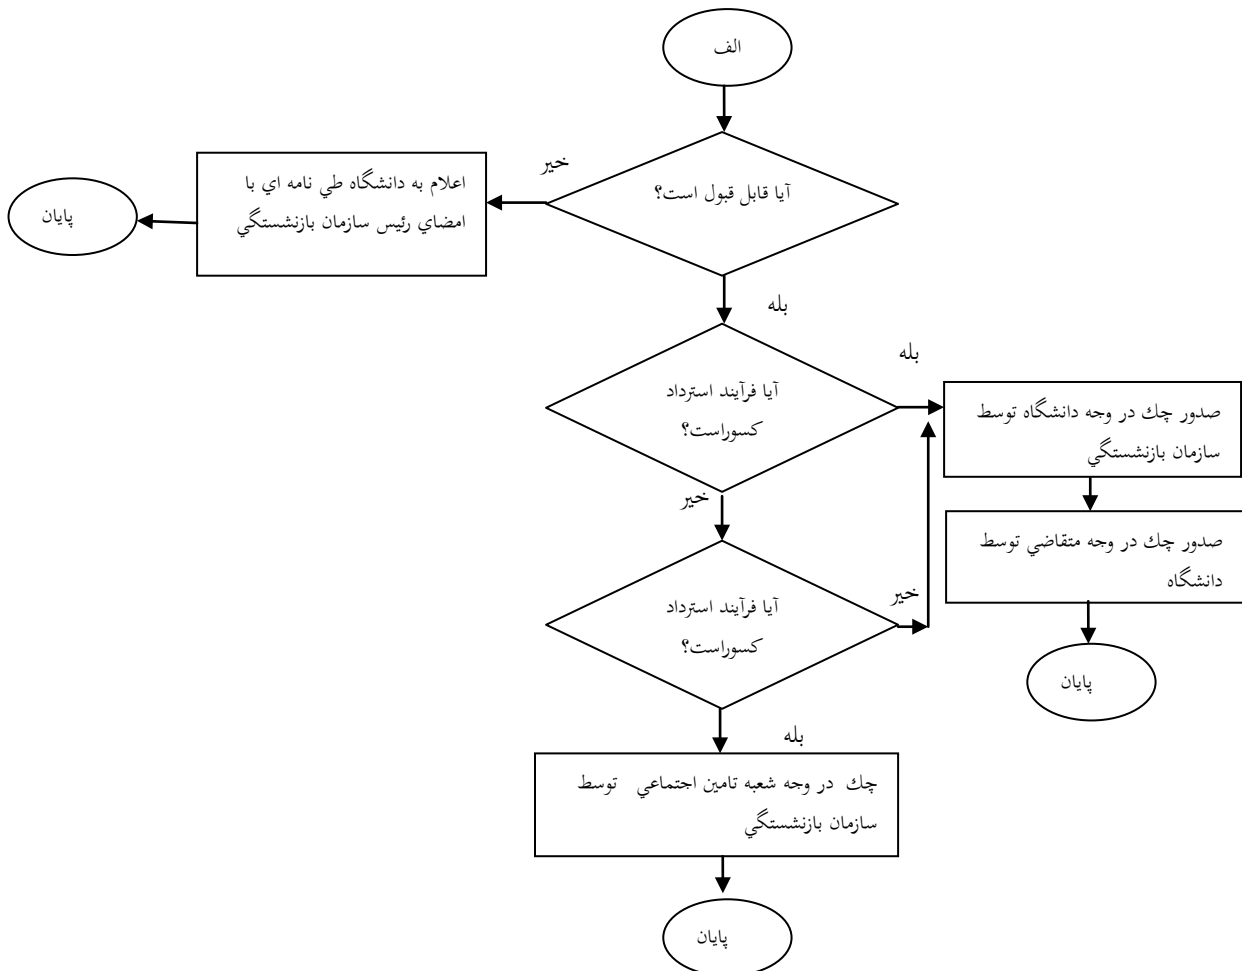 الف
آيا قابل قبول است؟
خير
اعلام به دانشگاه طي نامه اي با
امضاي رئيس سازمان بازنشستگي
پايان
بله
آيا فرآيند استرداد
كسوراست؟
بله
صدور چك در وجه دانشگاه توسط
سازمان بازنشستگي
صدور چك در وجه متقاضي توسط
دانشگاه
پايان
خير
آيا فرآيند استرداد
كسوراست؟
خير
بله
چك در وجه شعبه تامين اجتماعي توسط
سازمان بازنشستگي
پايان